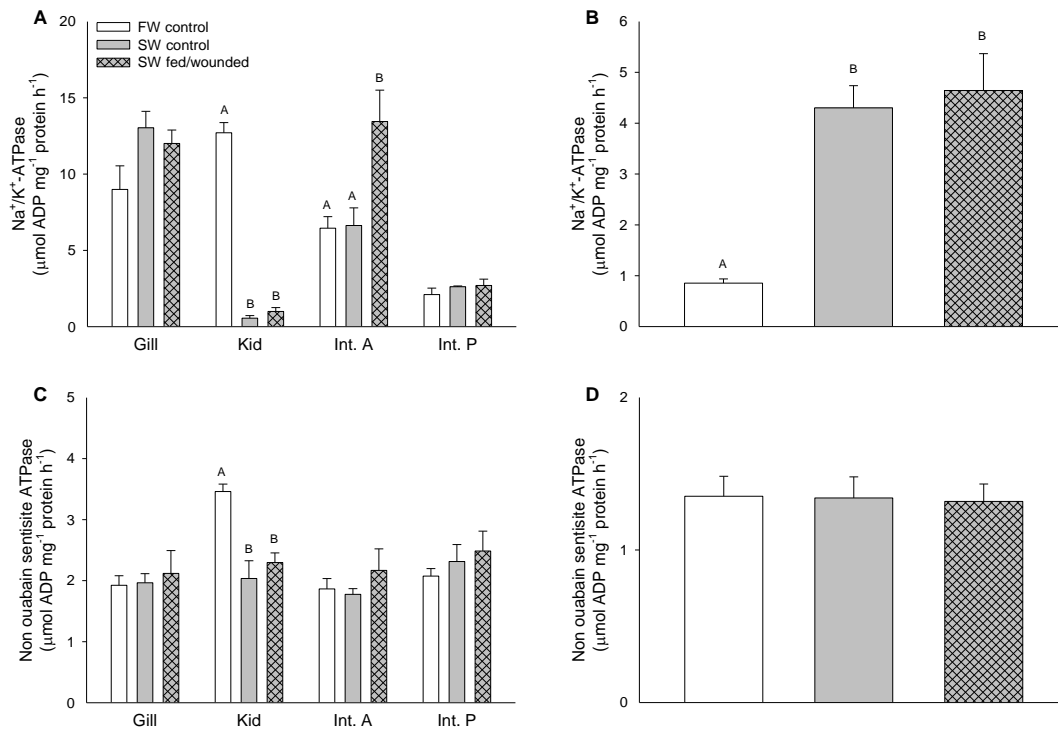 A
FW control
SW control
SW fed/wounded
Na⁺/K⁺-ATPase
(μmol ADP mg⁻¹ protein h⁻¹)
20
15
10
5
0
A
B
B
A
A
B
Gill Kid Int. A Int. P
B
Na⁺/K⁺-ATPase
(μmol ADP mg⁻¹ protein h⁻¹)
6
5
4
3
2
1
0
A
B
B
C
Non ouabain sentisite ATPase
(μmol ADP mg⁻¹ protein h⁻¹)
5
4
3
2
1
0
A
B
B
Gill Kid Int. A Int. P
D
Non ouabain sentisite ATPase
(μmol ADP mg⁻¹ protein h⁻¹)
2
1
0